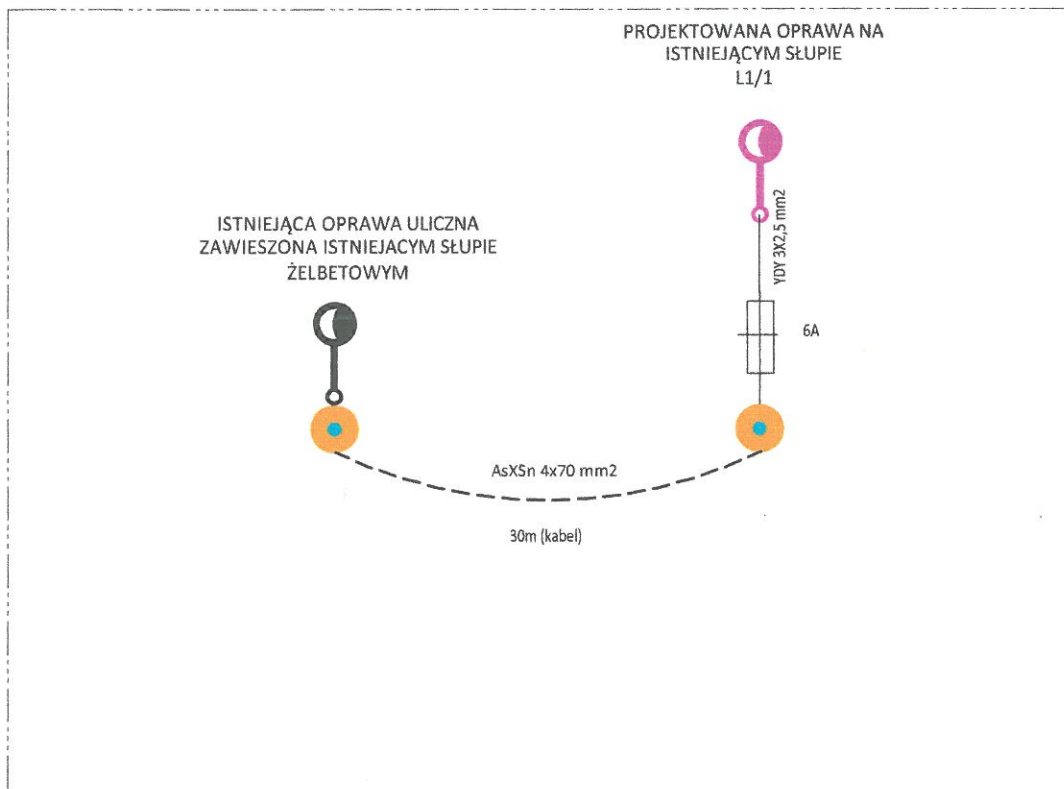 PROJEKTOWANA OPRAWA NA
ISTNIEJĄCYM SŁUPIE
L1/1
ISTNIEJĄCA OPRAWA ULICZNA
ZAWIESZONA ISTNIEJACYM SŁUPIE
ŻELBETOWYM
YDY 3X2,5 mm2
6A
AsXSn 4x70 mm2
30m (kabel)